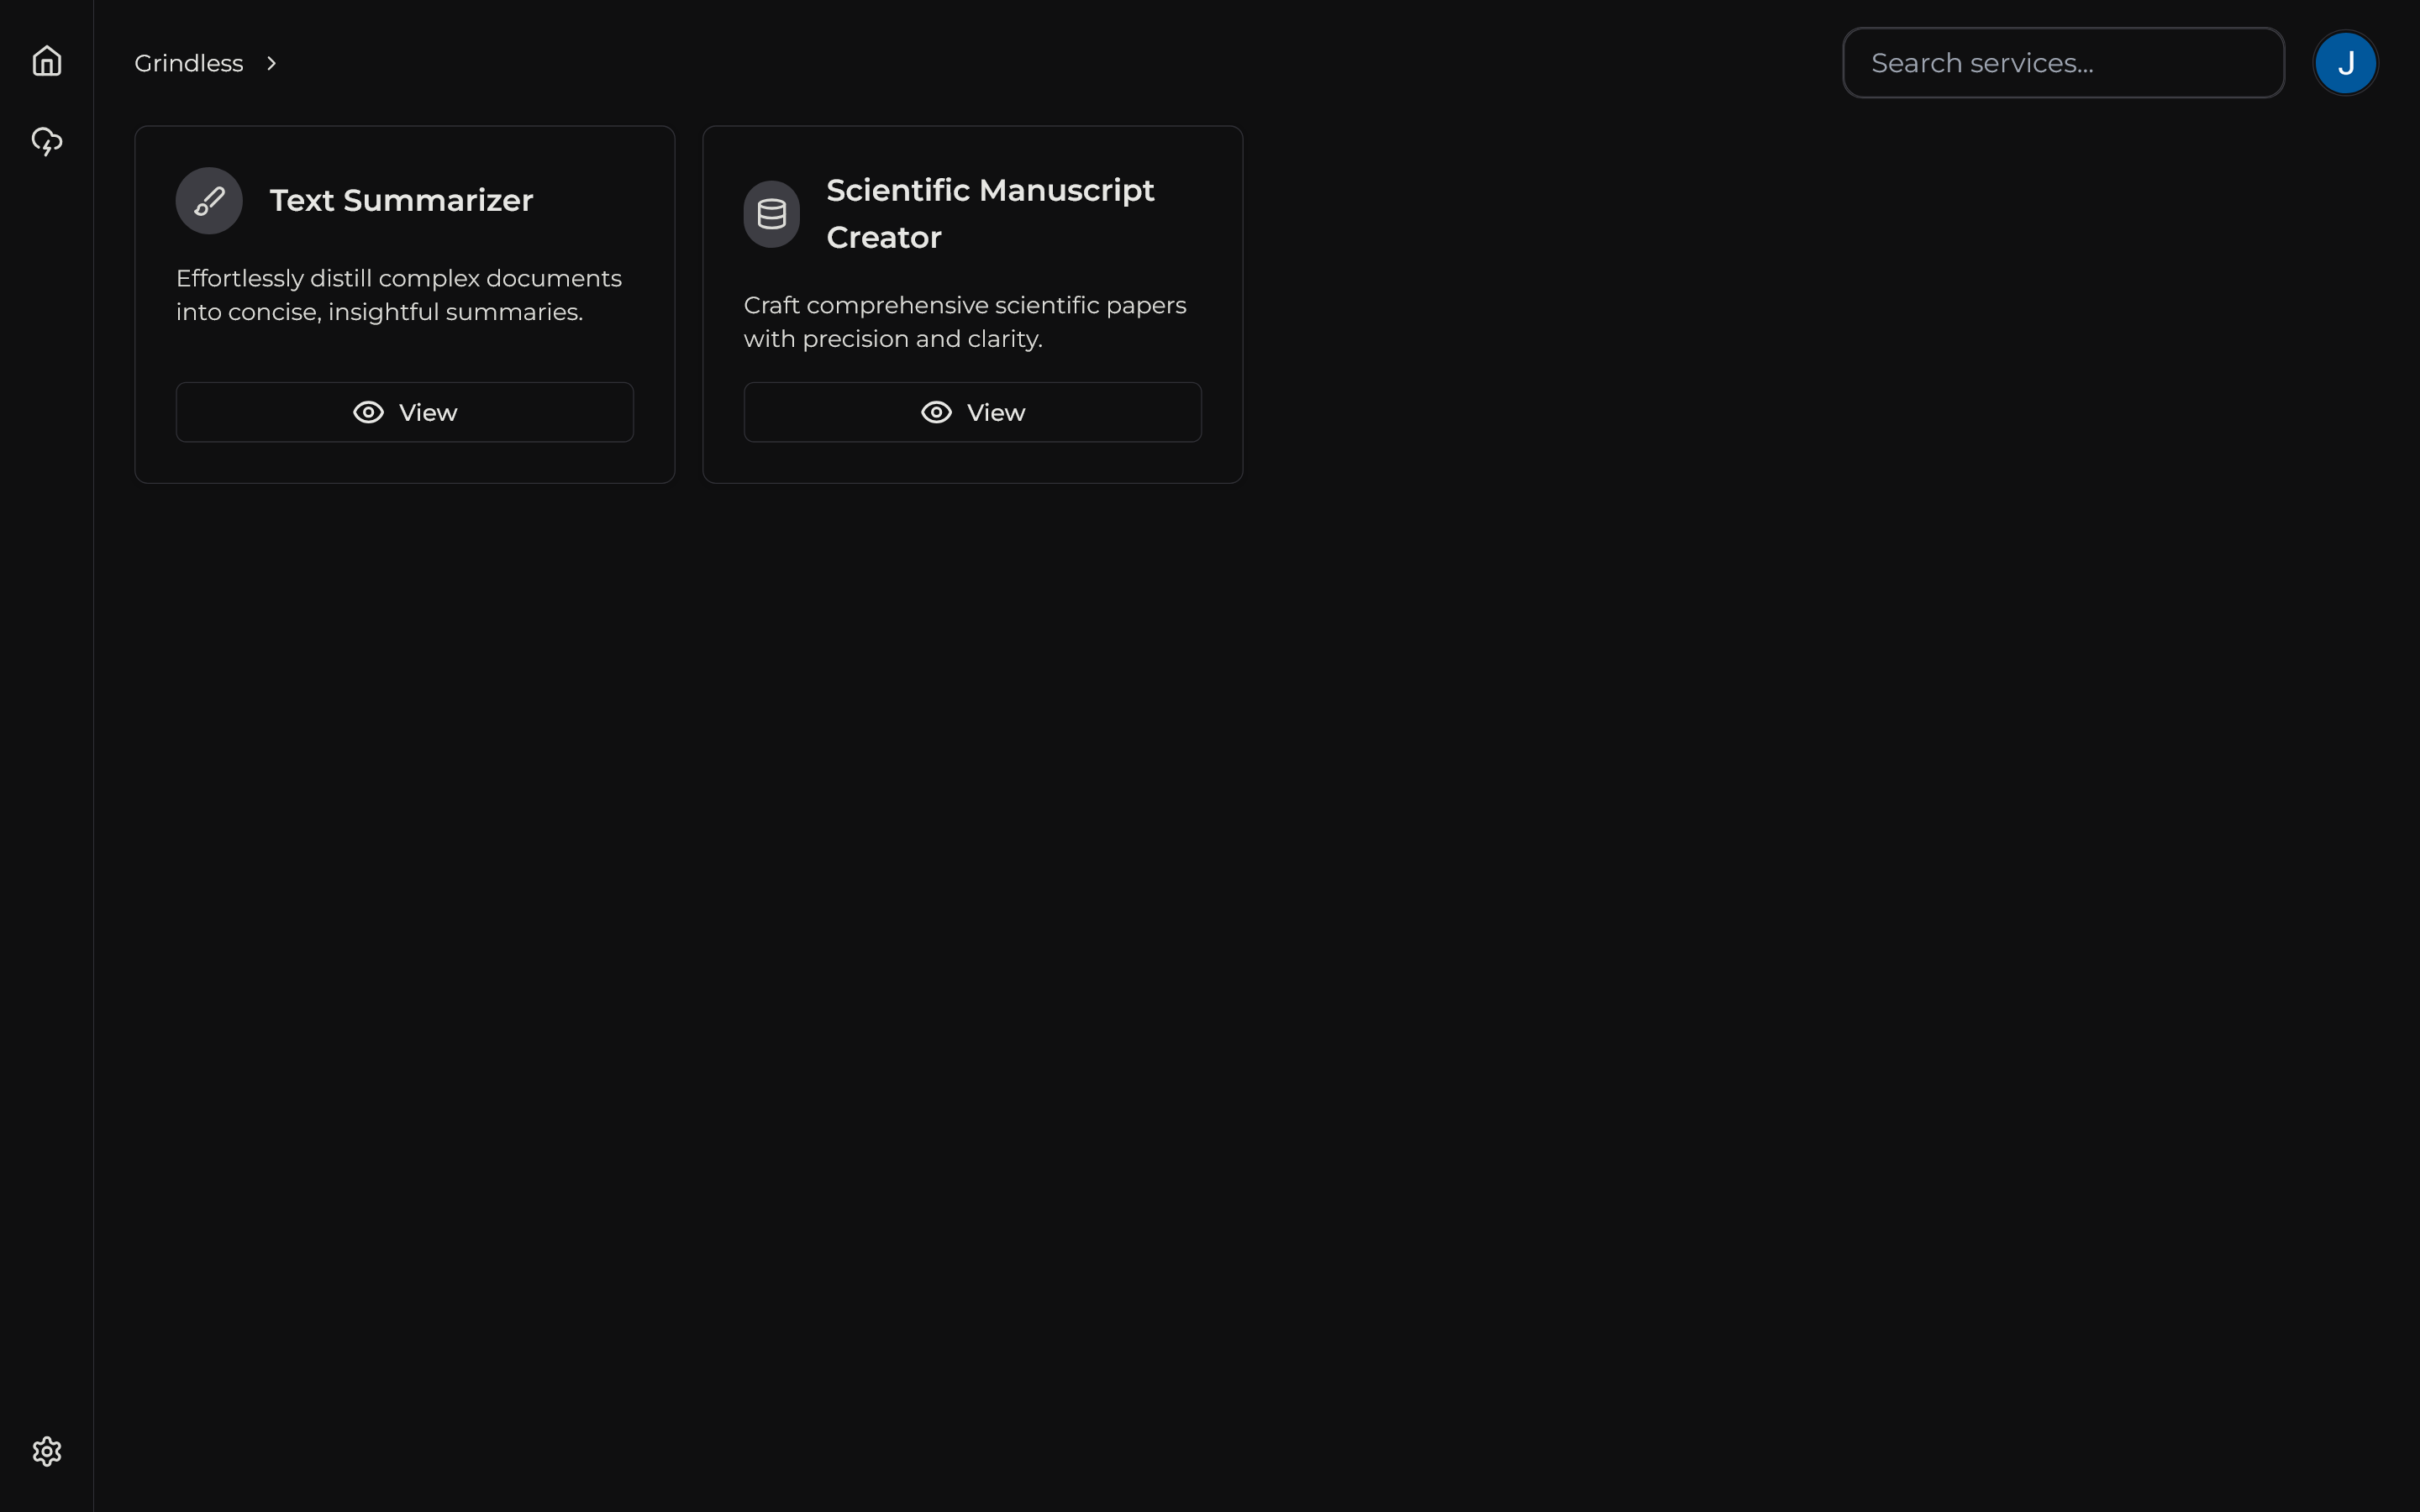 Grindless
Search services...
J
Text Summarizer
Effortlessly distill complex documents
into concise, insightful summaries.
View
Scientific Manuscript
Creator
Craft comprehensive scientific papers
with precision and clarity.
View